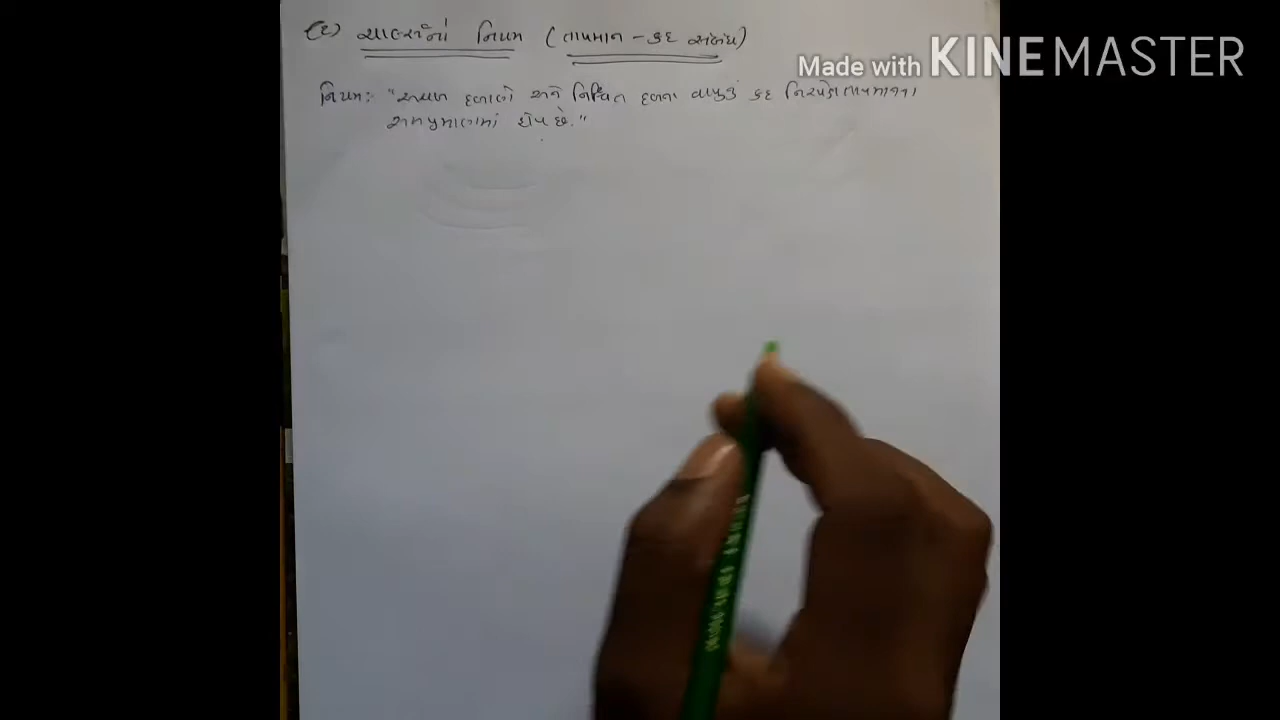 (૨) ચાર્લ્સનો નિયમ (તાપમાન - કદ સંબંધ)
Made with KINEMASTER
નિયમ:- "અચળ દબાણે અને નિશ્ચિત દળના વાયુનું કદ નિરપેક્ષ તાપમાનના
સમપ્રમાણમાં હોય છે."